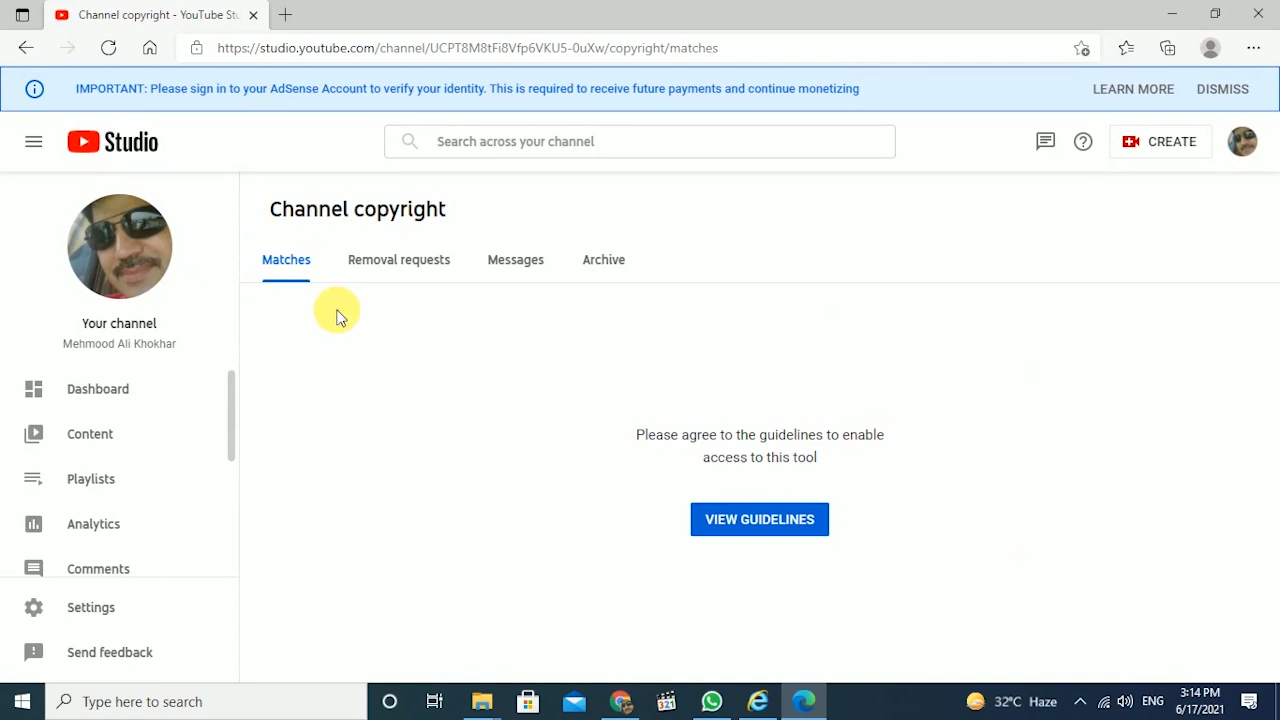 Channel copyright - YouTube Stu
https://studio.youtube.com/channel/UCPT8M8tFi8Vfp6VKU5-0uXw/copyright/matches
IMPORTANT: Please sign in to your AdSense Account to verify your identity. This is required to receive future payments and continue monetizing
LEARN MORE
DISMISS
Studio
Search across your channel
CREATE
Your channel
Mehmood Ali Khokhar
Dashboard
Content
Playlists
Analytics
Comments
Settings
Send feedback
Channel copyright
Matches
Removal requests
Messages
Archive
Please agree to the guidelines to enable
access to this tool
VIEW GUIDELINES
Type here to search
321
32°C Haze
ENG
3:14 PM
6/17/2021